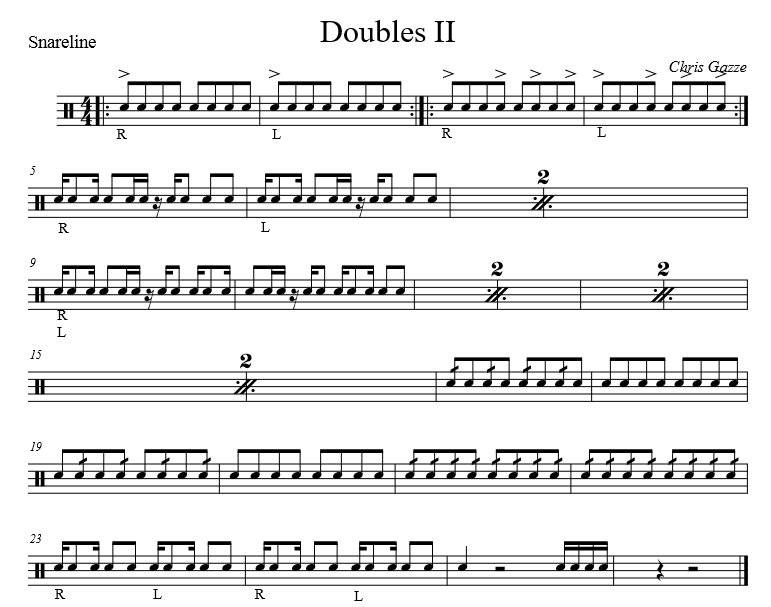 Doubles II
Snareline
Chris Gazze
R L R L
5
2
R L
9
2 2
R
L
15
2
19
23
R L R L